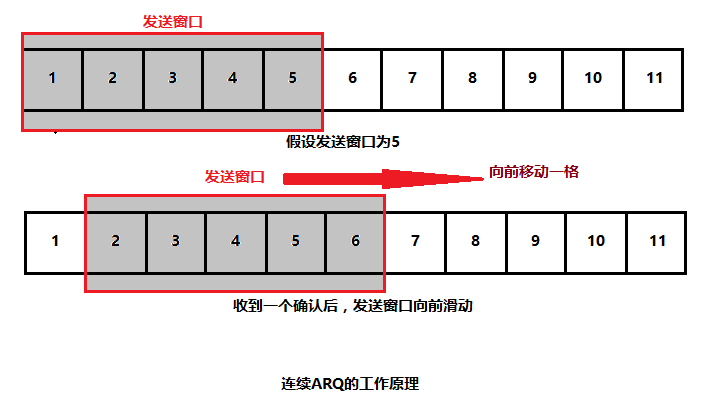 发送窗口
1 2 3 4 5 6 7 8 9 10 11
假设发送窗口为5
发送窗口 向前移动一格
1 2 3 4 5 6 7 8 9 10 11
收到一个确认后，发送窗口向前滑动
连续ARQ的工作原理